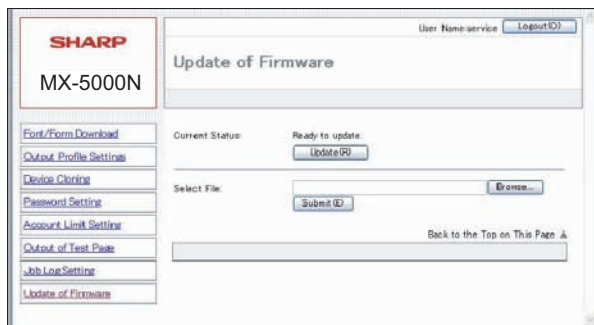 User Name:service Logout(O)
SHARP
MX-5000N
Update of Firmware
Font/Form Download
Output Profile Settings
Device Cloning
Password Setting
Account Limit Setting
Output of Test Page
Job Log Setting
Update of Firmware
Current Status:
Ready to update.
Update(R)
Select File:
Browse...
Submit(E)
Back to the Top on This Page